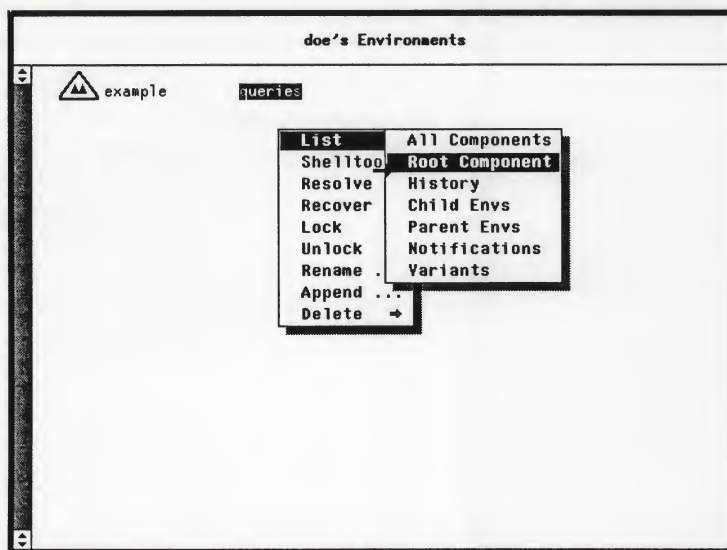 doe's Environments
example queries
List
Resolve
Recover
Lock
Unlock
Rename .
Append ...
Delete ➔
All Components
Root Component
History
Child Envs
Parent Envs
Notifications
Variants